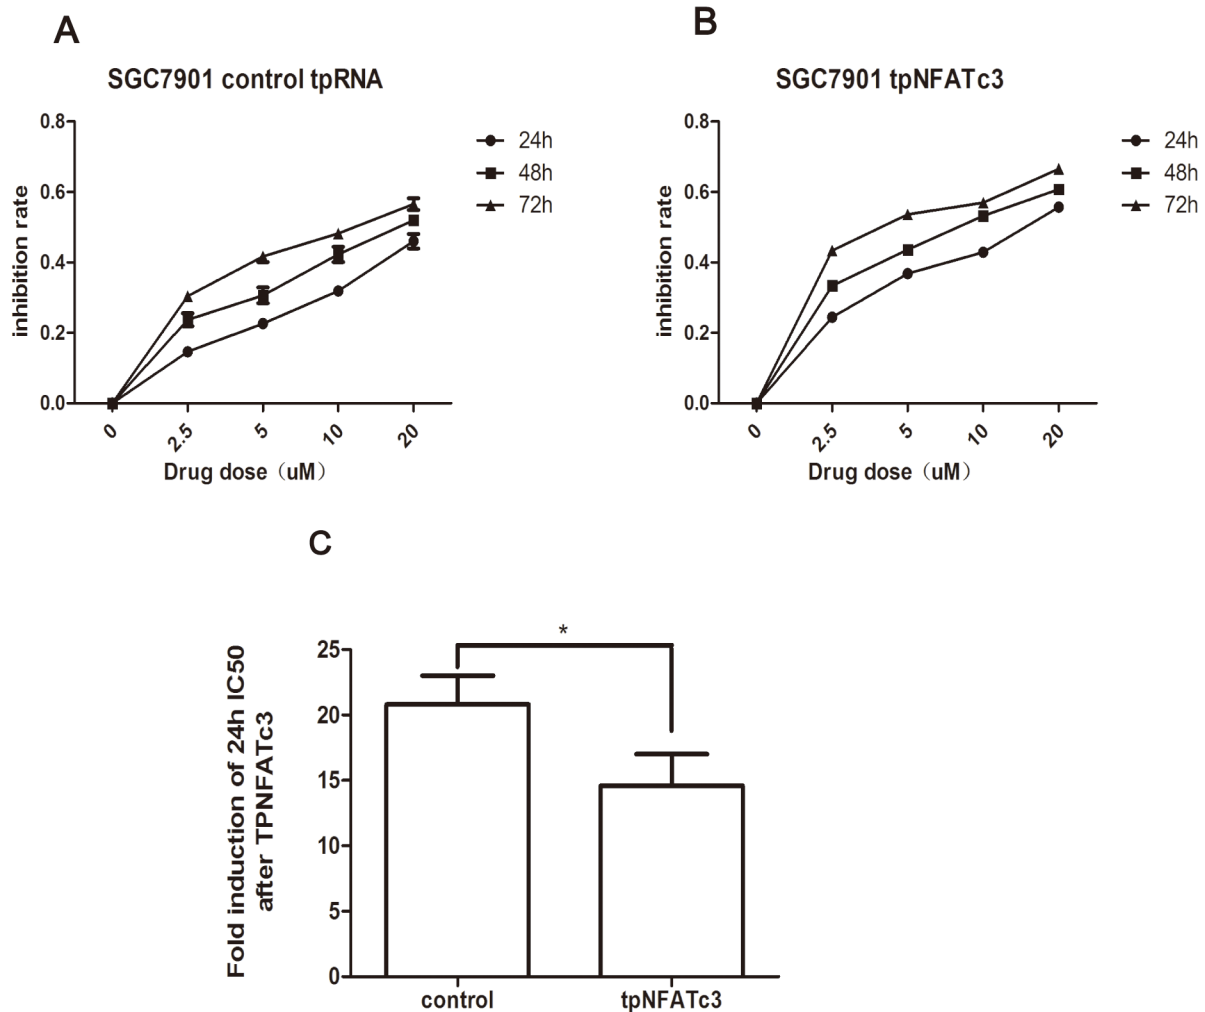 A
SGC7901 control tpRNA
0.8
0.6
0.4
0.2
0.0
inhibition rate
0
2.5
5
10
20
Drug dose（uM）
24h
48h
72h
B
SGC7901 tpNFATc3
0.8
0.6
0.4
0.2
0.0
inhibition rate
0
2.5
5
10
20
Drug dose（uM）
24h
48h
72h
C
Fold induction of 24h IC50
after TPNFATc3
25
20
15
10
5
0
*
control
tpNFATc3